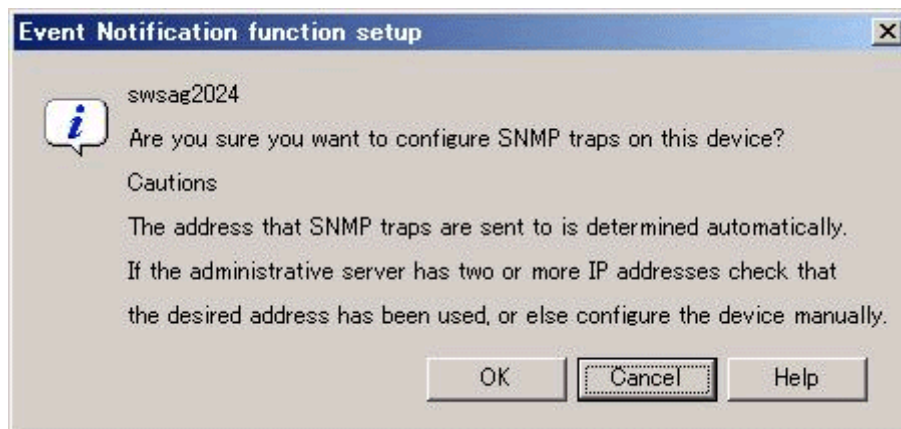 Event Notification function setup
swsag2024
Are you sure you want to configure SNMP traps on this device?
Cautions
The address that SNMP traps are sent to is determined automatically.
If the administrative server has two or more IP addresses check that
the desired address has been used, or else configure the device manually.
OK Cancel Help